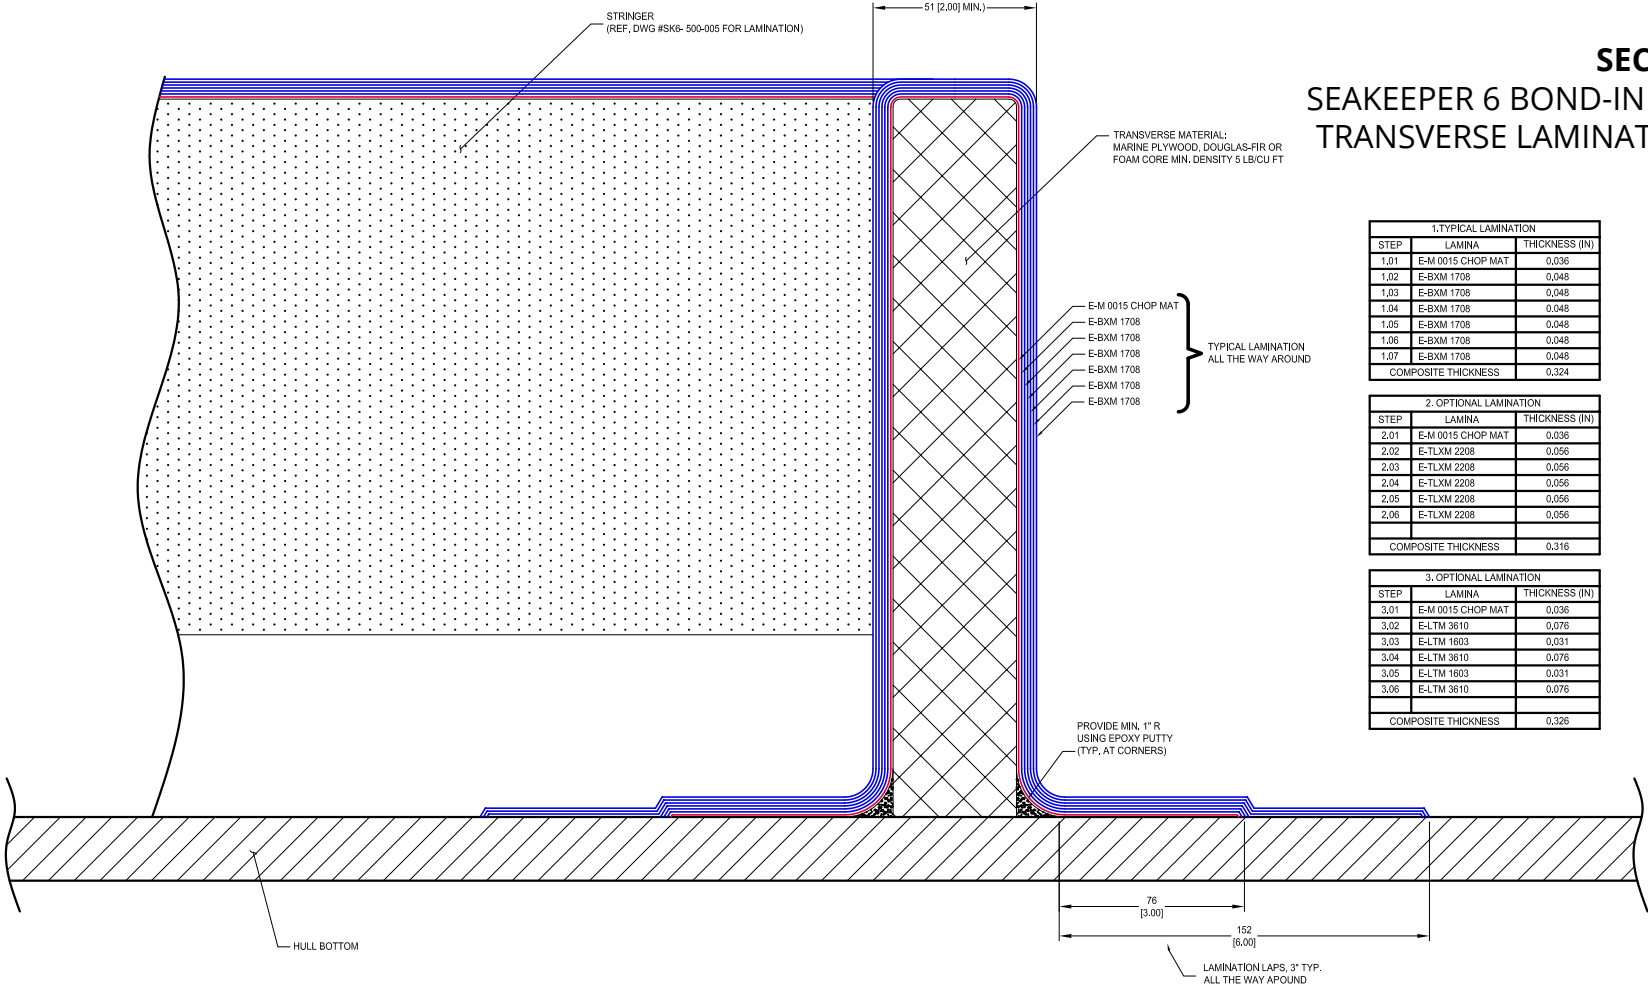 51 [2.00] MIN.)
STRINGER
(REF. DWG #SK6- 500-005 FOR LAMINATION)
SEC
SEAKEEPER 6 BOND-IN
TRANSVERSE LAMINAT
TRANSVERSE MATERIAL:
MARINE PLYWOOD, DOUGLAS-FIR OR
FOAM CORE MIN. DENSITY 5 LB/CU FT
E-M 0015 CHOP MAT
E-BXM 1708
E-BXM 1708
E-BXM 1708
E-BXM 1708
E-BXM 1708
E-BXM 1708
TYPICAL LAMINATION
ALL THE WAY AROUND
1.TYPICAL LAMINATION
STEP LAMINA THICKNESS (IN)
1.01 E-M 0015 CHOP MAT 0.036
1.02 E-BXM 1708 0.048
1.03 E-BXM 1708 0.048
1.04 E-BXM 1708 0.048
1.05 E-BXM 1708 0.048
1.06 E-BXM 1708 0.048
1.07 E-BXM 1708 0.048
COMPOSITE THICKNESS 0.324
2. OPTIONAL LAMINATION
STEP LAMINA THICKNESS (IN)
2.01 E-M 0015 CHOP MAT 0.036
2.02 E-TLXM 2208 0.056
2.03 E-TLXM 2208 0.056
2.04 E-TLXM 2208 0.056
2.05 E-TLXM 2208 0.056
2.06 E-TLXM 2208 0.056
COMPOSITE THICKNESS 0.316
3. OPTIONAL LAMINATION
STEP LAMINA THICKNESS (IN)
3.01 E-M 0015 CHOP MAT 0.036
3.02 E-LTM 3610 0.076
3.03 E-LTM 1603 0.031
3.04 E-LTM 3610 0.076
3.05 E-LTM 1603 0.031
3.06 E-LTM 3610 0.076
COMPOSITE THICKNESS 0.326
PROVIDE MIN. 1" R
USING EPOXY PUTTY
(TYP. AT CORNERS)
76
[3.00]
152
[6.00]
HULL BOTTOM
LAMINATION LAPS, 3" TYP.
ALL THE WAY APOUND